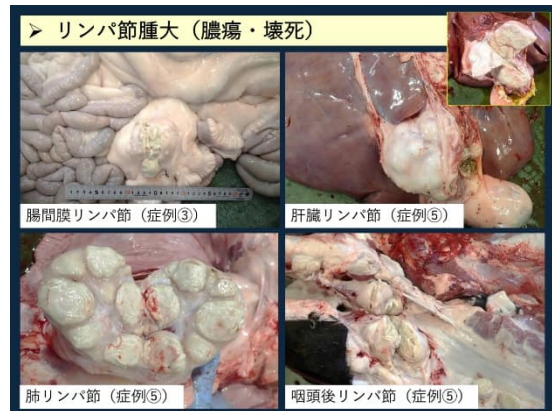 ➤ リンパ節腫大（膿瘍・壊死）
腸間膜リンパ節（症例③）
肝臓リンパ節（症例⑤）
肺リンパ節（症例⑤）
咽頭後リンパ節（症例⑤）